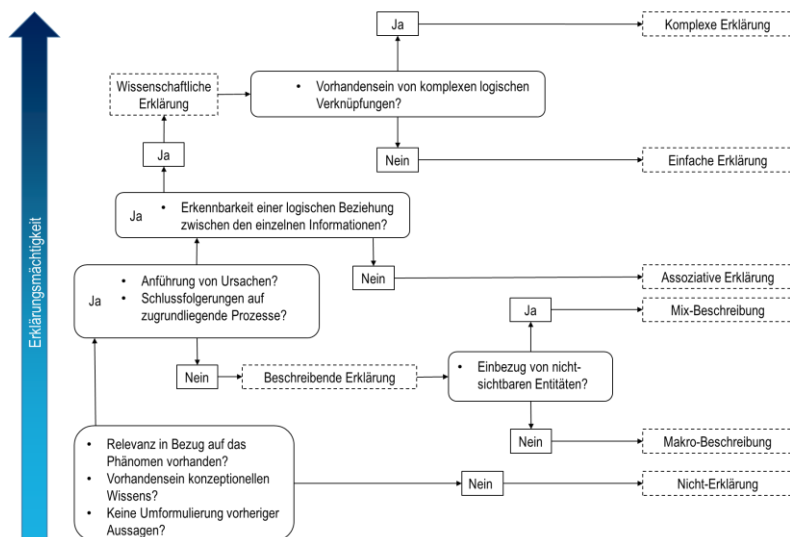 Ja
Komplexe Erklärung
Wissenschaftliche
Erklärung
• Vorhandensein von komplexen logischen
Verknüpfungen?
Ja
Nein
Einfache Erklärung
Ja
• Erkennbarkeit einer logischen Beziehung
zwischen den einzelnen Informationen?
Nein
Assoziative Erklärung
Ja
• Anführung von Ursachen?
• Schlussfolgerungen auf
zugrundliegende Prozesse?
Ja
Mix-Beschreibung
Nein
Beschreibende Erklärung
• Einbezug von nicht-
sichtbaren Entitäten?
Nein
Makro-Beschreibung
• Relevanz in Bezug auf das
Phänomen vorhanden?
• Vorhandensein konzeptionellen
Wissens?
• Keine Umformulierung vorheriger
Aussagen?
Nein
Nicht-Erklärung
Erklärungsmächtigkeit